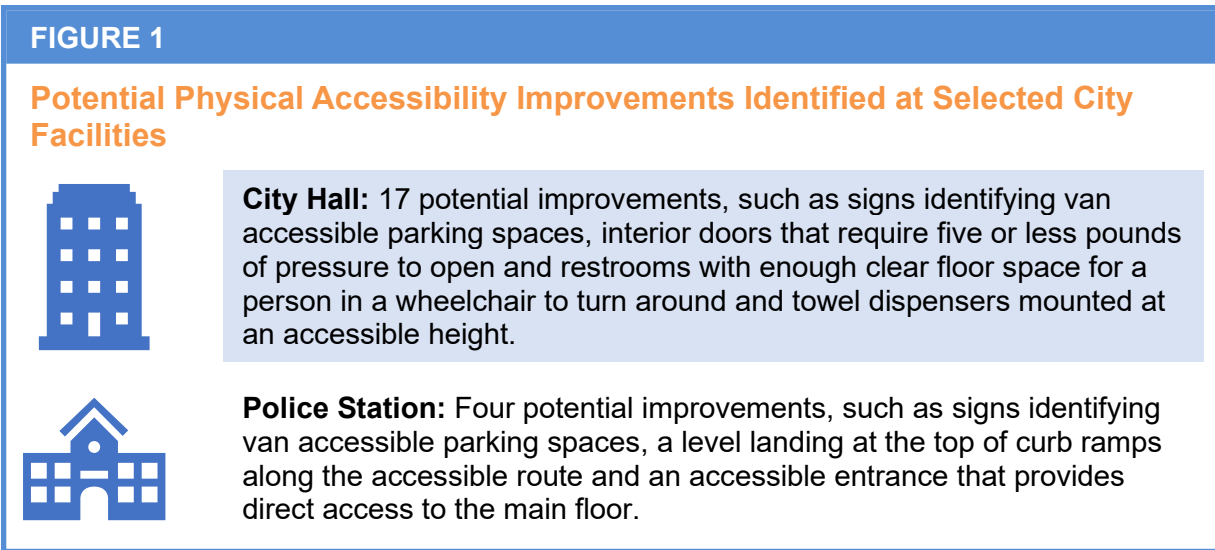 FIGURE 1
Potential Physical Accessibility Improvements Identified at Selected City
Facilities
City Hall: 17 potential improvements, such as signs identifying van
accessible parking spaces, interior doors that require five or less pounds
of pressure to open and restrooms with enough clear floor space for a
person in a wheelchair to turn around and towel dispensers mounted at
an accessible height.
Police Station: Four potential improvements, such as signs identifying
van accessible parking spaces, a level landing at the top of curb ramps
along the accessible route and an accessible entrance that provides
direct access to the main floor.